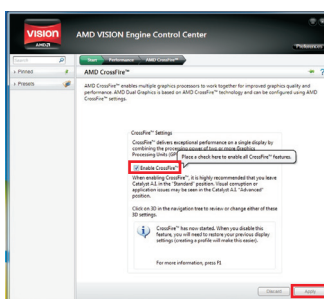 VISION
AMD
AMD VISION Engine Control Center
Preferences
Search
Start
Performance
AMD CrossFire™
Pinned
Presets
AMD CrossFire™
AMD CrossFire™ enables multiple graphics processors to work together for improved graphics quality and
performance. AMD Dual Graphics is based on AMD CrossFire™ technology and can be configured using AMD
CrossFire™ settings.
CrossFire™ Settings
CrossFire™ delivers exceptional performance on a single display by
combining the processing power of two or more Graphics
Processing Units (GP
Place a check here to enable all CrossFire™ features.
Enable CrossFire™
When enabling CrossFire™, it is highly recommended that you leave
Catalyst A.I. in the "Standard" position. Visual corruption or
application issues may be seen in the Catalyst A.I. "Advanced"
position.
Click on 3D in the navigation tree to review or change either of these
3D settings.
CrossFire™ has now started. When you disable this
feature, you will need to restore your previous display
settings (creating a profile will make this easier).
For more information, press F1
Discard
Apply